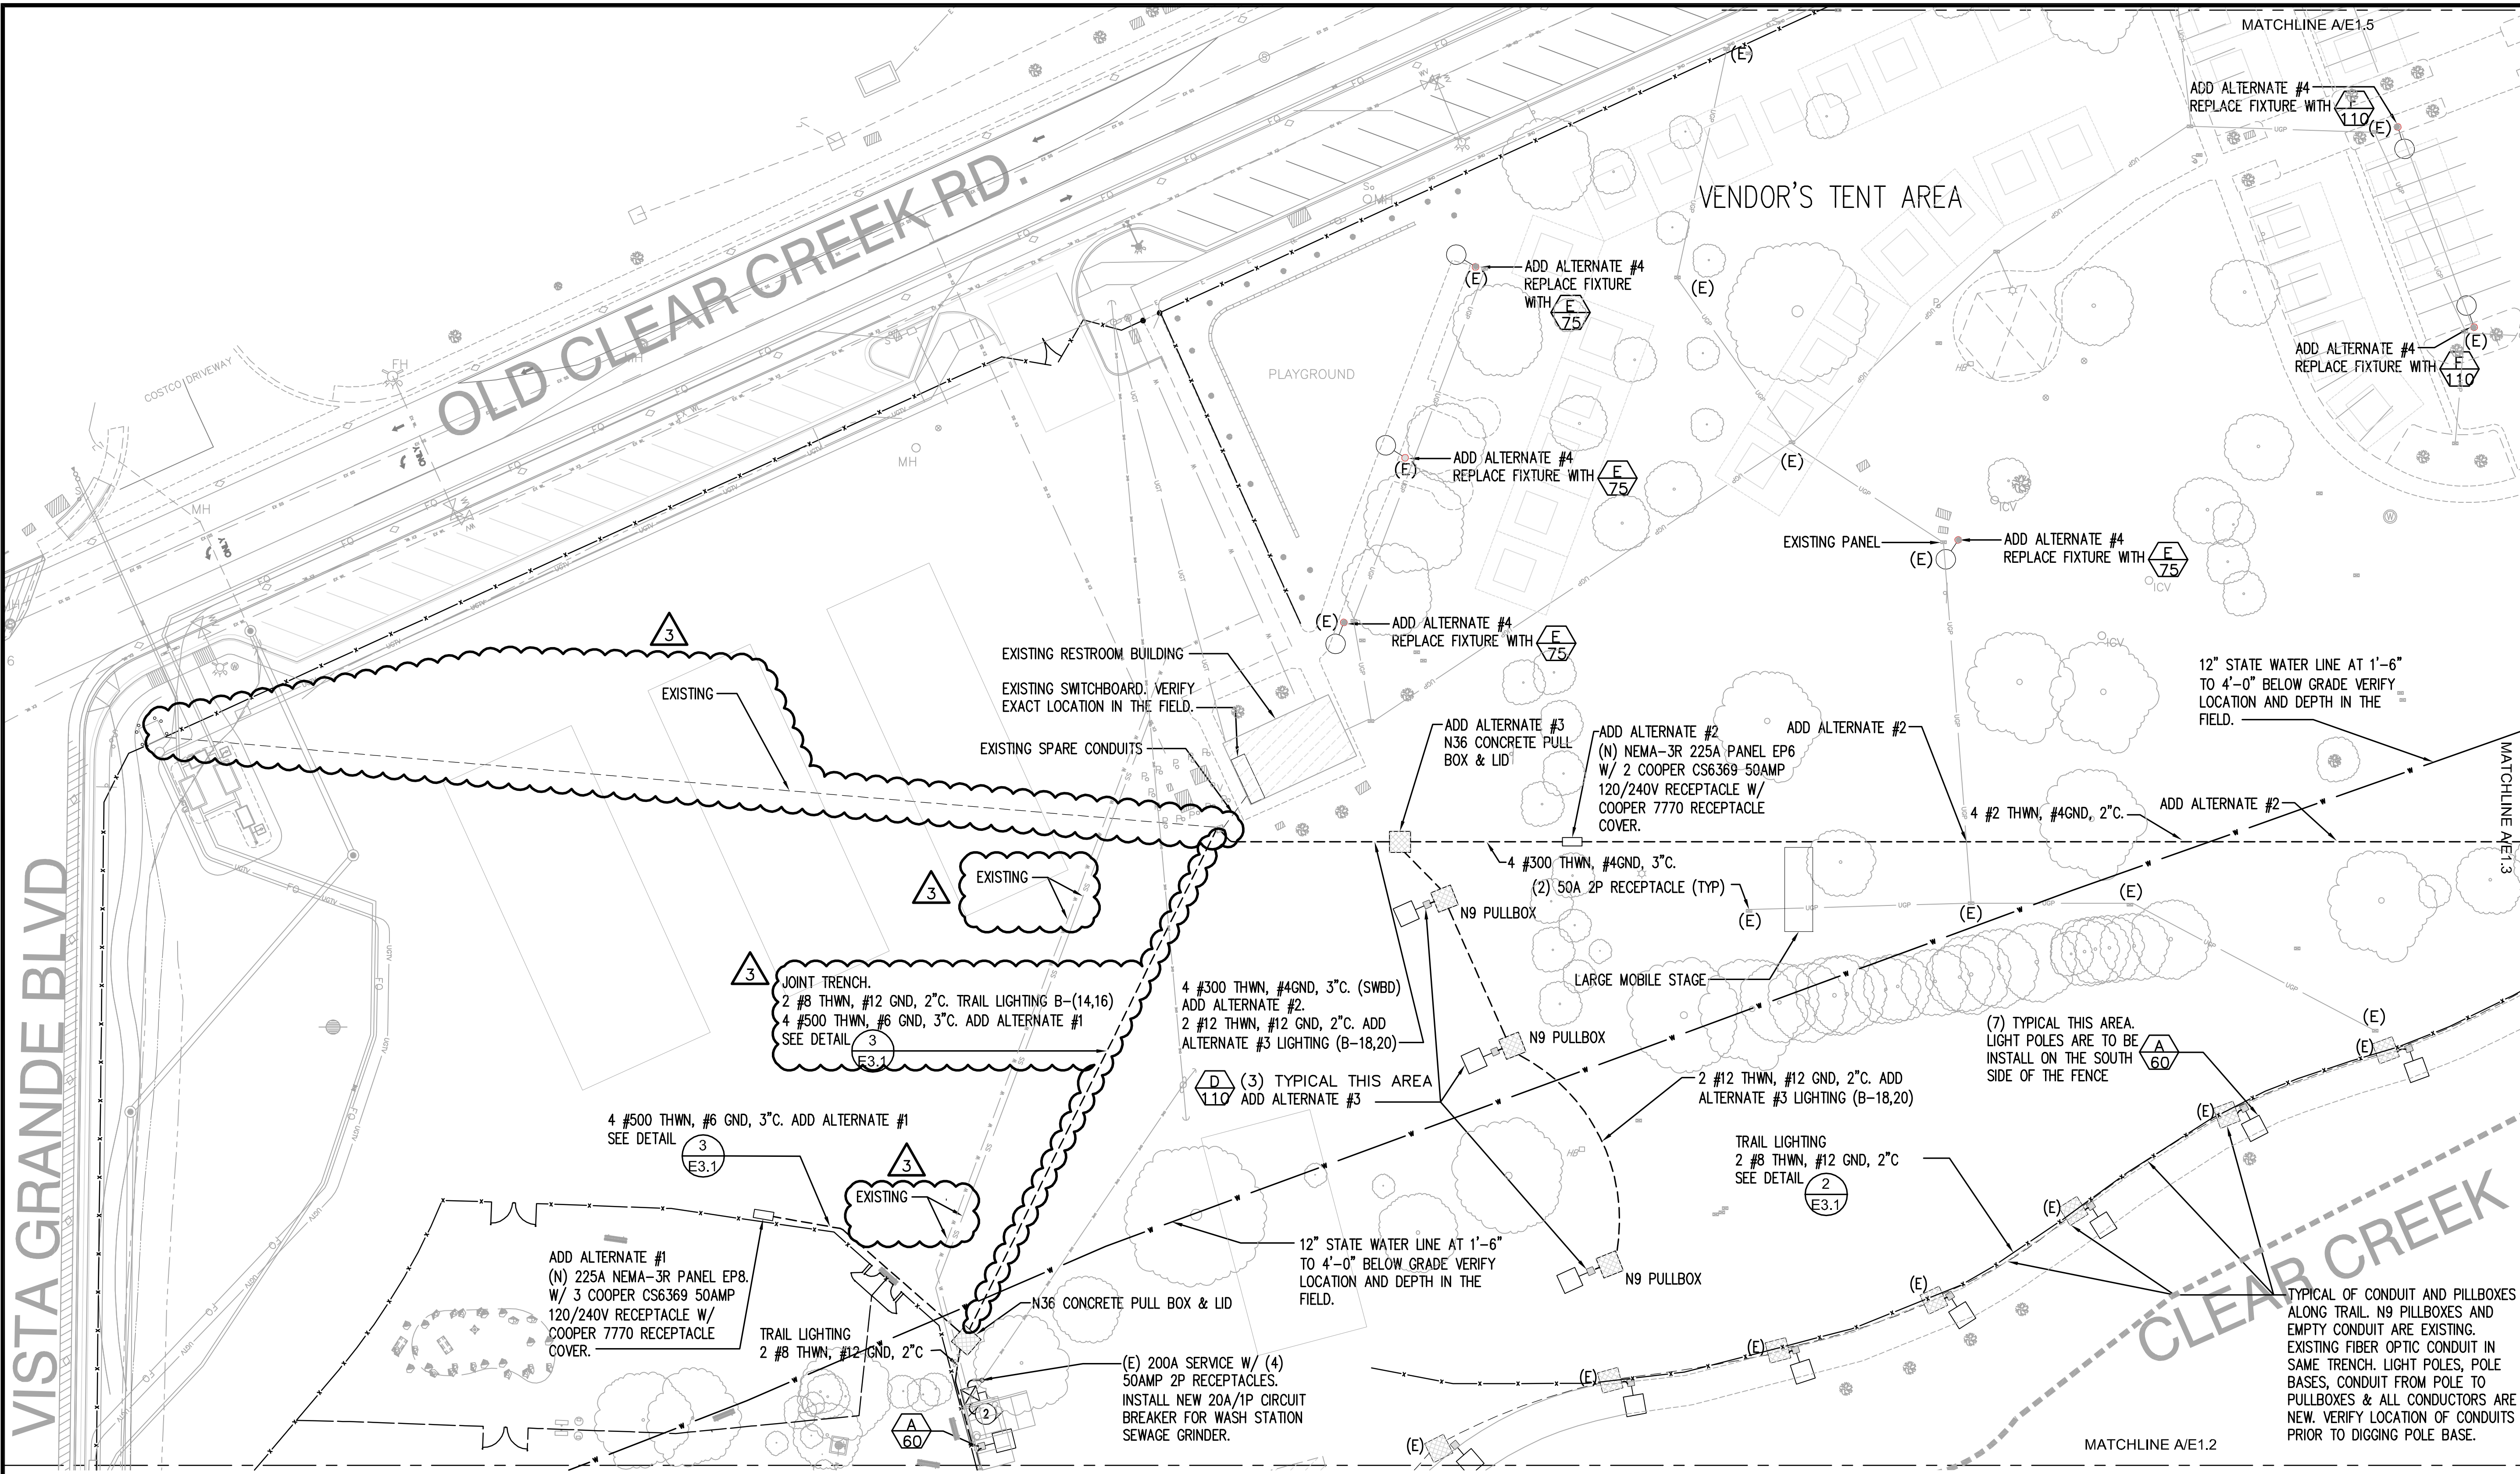 MATCHLINE A/E1.5
ADD ALTERNATE #4
REPLACE FIXTURE WITH
F
110
(E)
(E)
VENDOR'S TENT AREA
OLD CLEAR CREEK RD.
COSTCO DRIVEWAY
FH
MH
MH
MH
MH
ONLY
ONLY
PLAYGROUND
ADD ALTERNATE #4
REPLACE FIXTURE
WITH
E
75
(E)
(E)
ADD ALTERNATE #4
REPLACE FIXTURE WITH
F
110
(E)
ADD ALTERNATE #4
REPLACE FIXTURE WITH
E
75
(E)
(E)
ICV
EXISTING PANEL
(E)
ADD ALTERNATE #4
REPLACE FIXTURE WITH
E
75
ICV
ICV
(E)
ADD ALTERNATE #4
REPLACE FIXTURE WITH
E
75
3
EXISTING
EXISTING RESTROOM BUILDING
EXISTING SWITCHBOARD. VERIFY
EXACT LOCATION IN THE FIELD.
EXISTING SPARE CONDUITS
12" STATE WATER LINE AT 1'-6"
TO 4'-0" BELOW GRADE VERIFY
LOCATION AND DEPTH IN THE
FIELD.
ADD ALTERNATE #3
N36 CONCRETE PULL
BOX & LID
ADD ALTERNATE #2
(N) NEMA-3R 225A PANEL EP6
W/ 2 COOPER CS6369 50AMP
120/240V RECEPTACLE W/
COOPER 7770 RECEPTACLE
COVER.
ADD ALTERNATE #2
4 #2 THWN, #4GND, 2"C.
ADD ALTERNATE #2
MATCHLINE A/E1.3
4 #300 THWN, #4GND, 3"C.
(2) 50A 2P RECEPTACLE (TYP)
(E)
(E)
(E)
3
EXISTING
N9 PULLBOX
LARGE MOBILE STAGE
3
JOINT TRENCH.
2 #8 THWN, #12 GND, 2"C. TRAIL LIGHTING B-(14,16)
4 #500 THWN, #6 GND, 3"C. ADD ALTERNATE #1
SEE DETAIL
3
E3.1
4 #300 THWN, #4GND, 3"C. (SWBD)
ADD ALTERNATE #2.
2 #12 THWN, #12 GND, 2"C. ADD
ALTERNATE #3 LIGHTING (B-18,20)
N9 PULLBOX
(7) TYPICAL THIS AREA.
LIGHT POLES ARE TO BE
INSTALL ON THE SOUTH
SIDE OF THE FENCE
A
60
(E)
(E)
D
110
(3) TYPICAL THIS AREA
ADD ALTERNATE #3
2 #12 THWN, #12 GND, 2"C. ADD
ALTERNATE #3 LIGHTING (B-18,20)
4 #500 THWN, #6 GND, 3"C. ADD ALTERNATE #1
SEE DETAIL
3
E3.1
3
EXISTING
TRAIL LIGHTING
2 #8 THWN, #12 GND, 2"C
SEE DETAIL
2
E3.1
(E)
(E)
(E)
(E)
(E)
(E)
VISTA GRANDE BLVD
ADD ALTERNATE #1
(N) 225A NEMA-3R PANEL EP8.
W/ 3 COOPER CS6369 50AMP
120/240V RECEPTACLE W/
COOPER 7770 RECEPTACLE
COVER.
TRAIL LIGHTING
2 #8 THWN, #12 GND, 2"C
N36 CONCRETE PULL BOX & LID
12" STATE WATER LINE AT 1'-6"
TO 4'-0" BELOW GRADE VERIFY
LOCATION AND DEPTH IN THE
FIELD.
N9 PULLBOX
CLEAR CREEK
(E) 200A SERVICE W/ (4)
50AMP 2P RECEPTACLES.
INSTALL NEW 20A/1P CIRCUIT
BREAKER FOR WASH STATION
SEWAGE GRINDER.
2
A
60
TYPICAL OF CONDUIT AND PILLBOXES
ALONG TRAIL. N9 PILLBOXES AND
EMPTY CONDUIT ARE EXISTING.
EXISTING FIBER OPTIC CONDUIT IN
SAME TRENCH. LIGHT POLES, POLE
BASES, CONDUIT FROM POLE TO
PULLBOXES & ALL CONDUCTORS ARE
NEW. VERIFY LOCATION OF CONDUITS
PRIOR TO DIGGING POLE BASE.
MATCHLINE A/E1.2